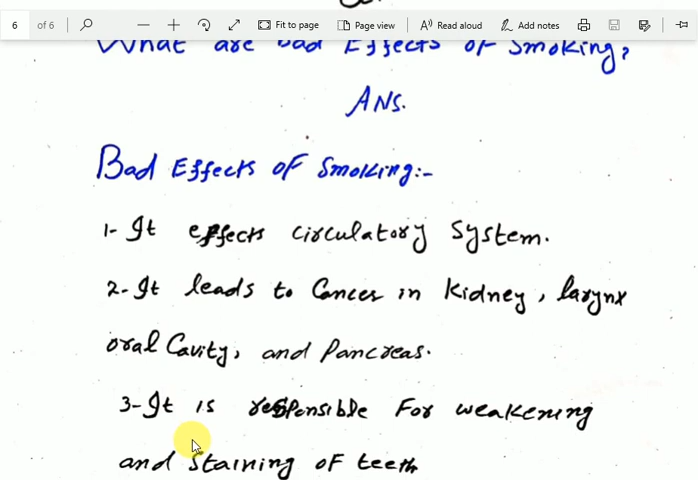 6 of 6 Fit to page Page view Read aloud Add notes
What are bad Effects of Smoking?
ANS.
Bad Effects of Smoking:-
1- It effects circulatory system.
2- It leads to Cancer in Kidney, larynx
oral Cavity, and Pancreas.
3- It is responsible For weakening
and staining of teeth